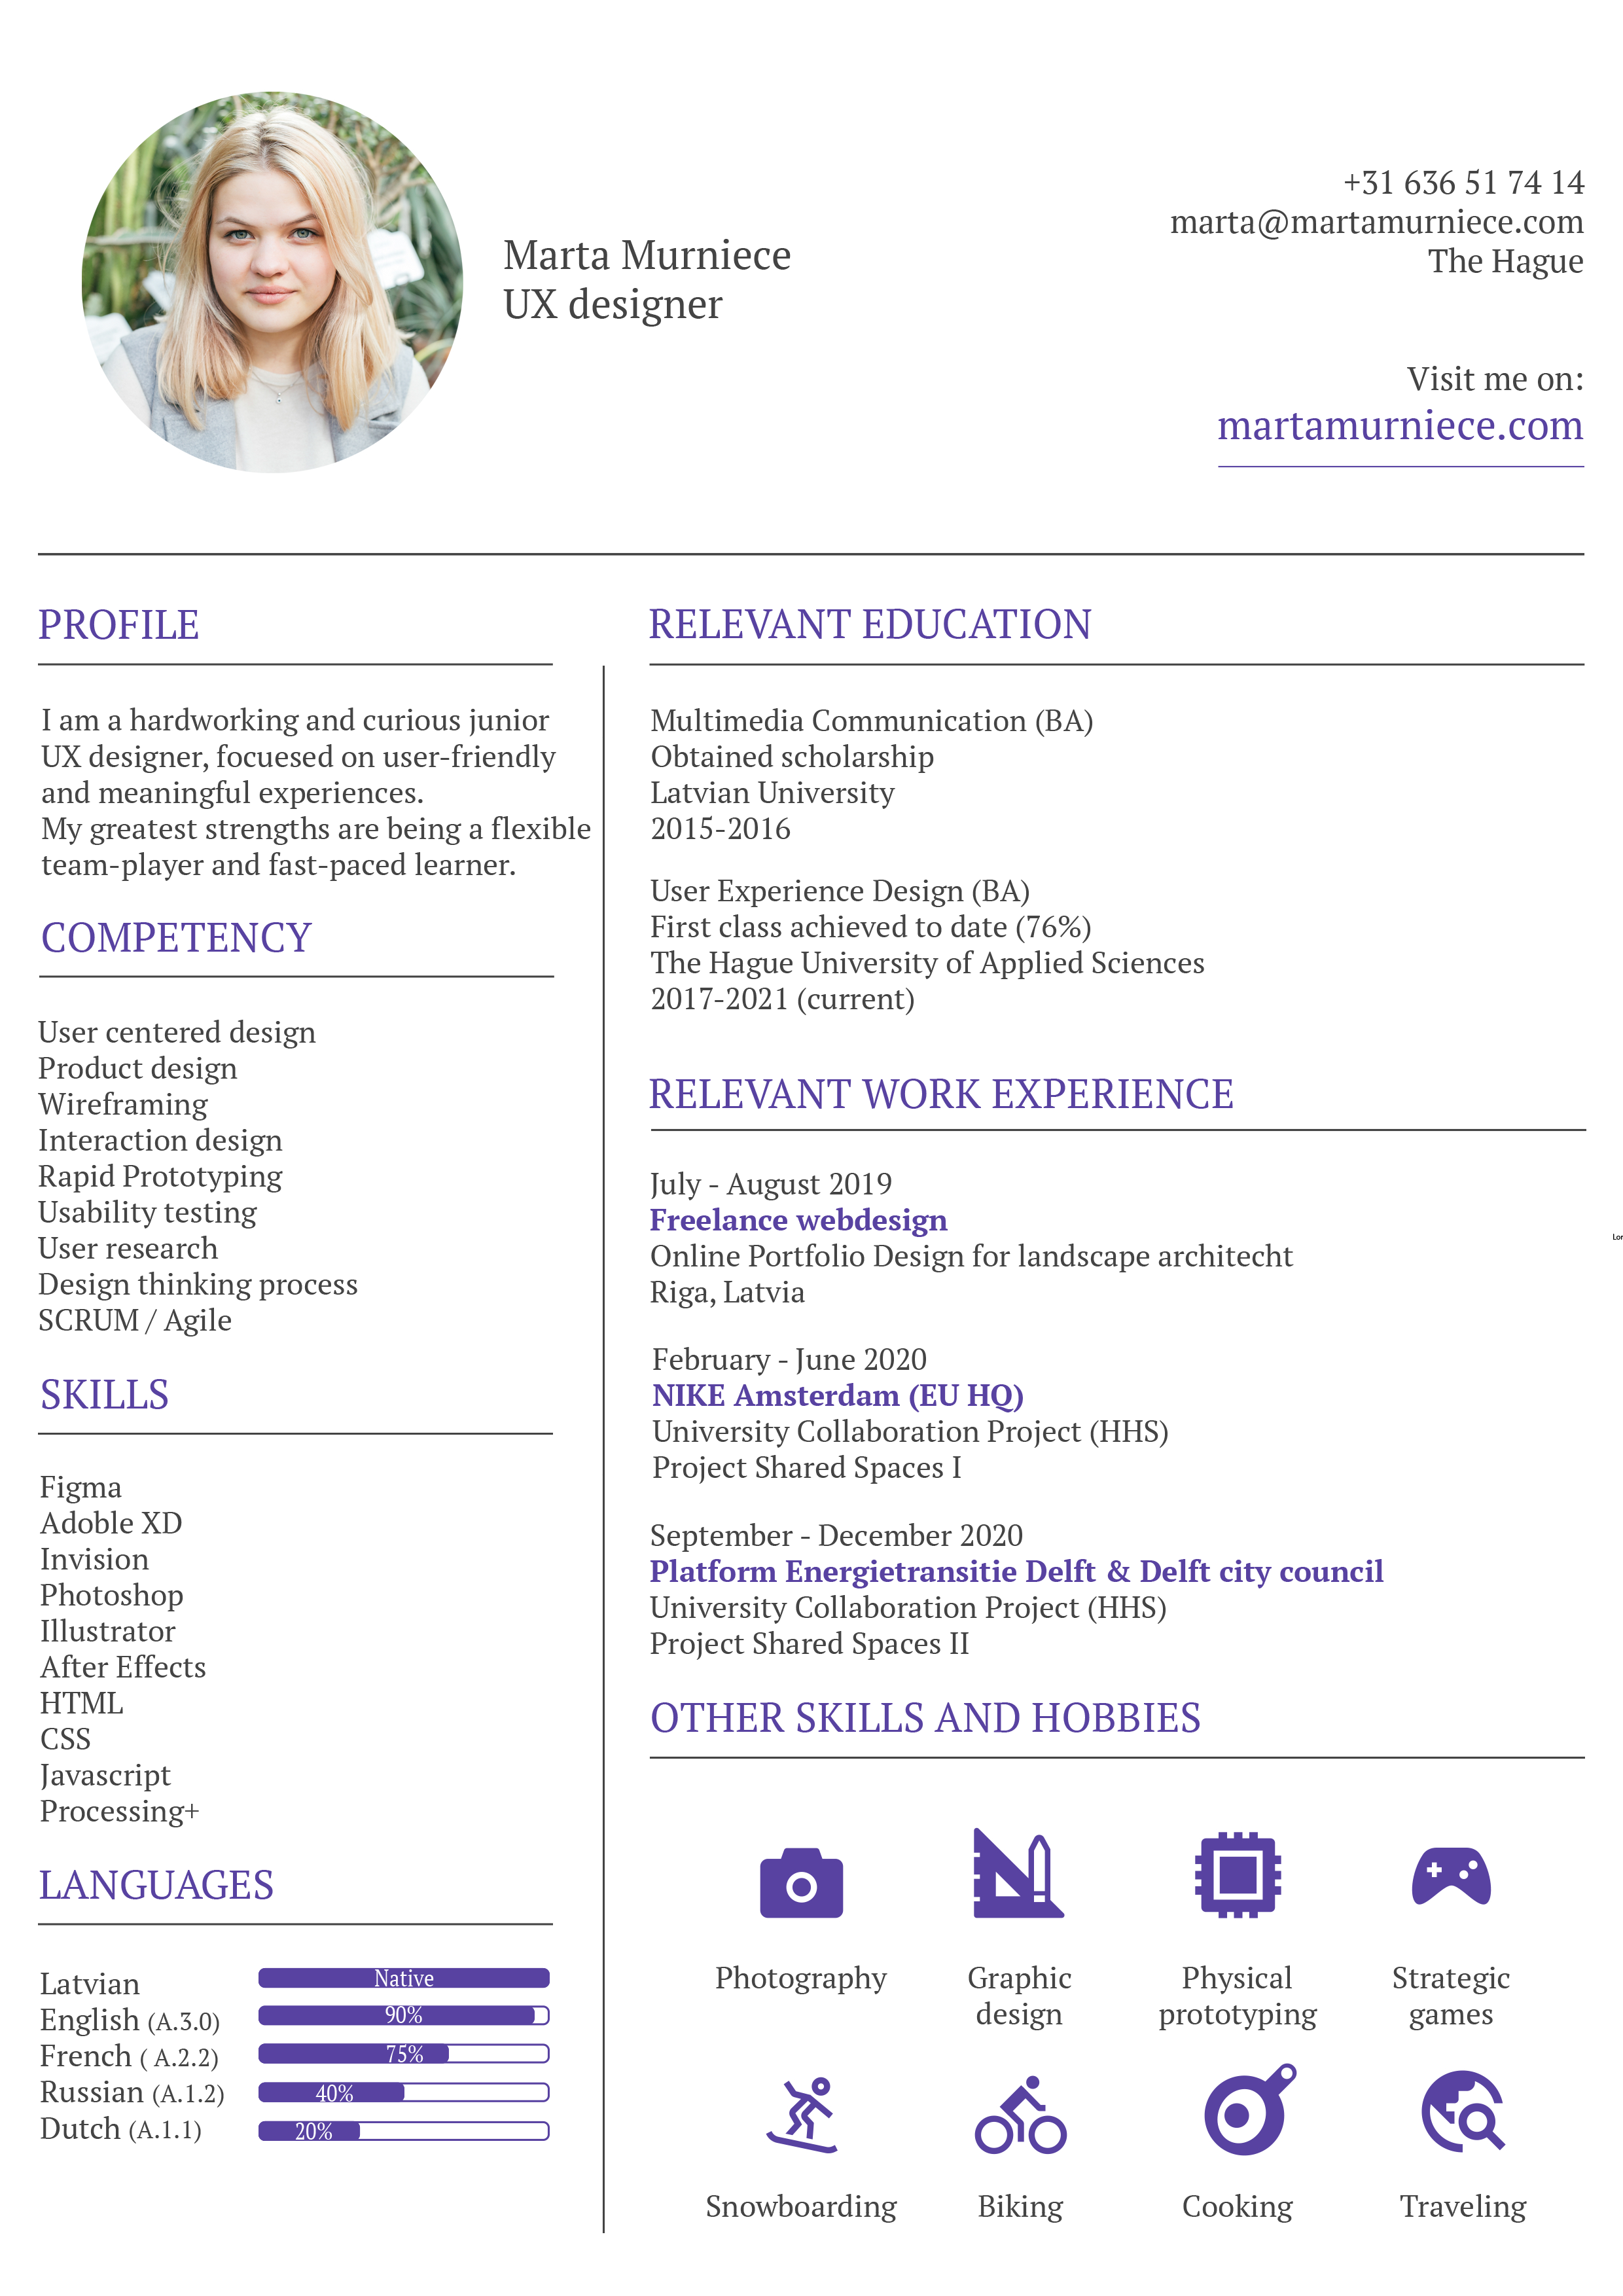 Marta Murniece
UX designer
+31 636 51 74 14
marta@martamurniece.com
The Hague
Visit me on:
martamurniece.com
PROFILE
I am a hardworking and curious junior
UX designer, focuesed on user-friendly
and meaningful experiences.
My greatest strengths are being a flexible
team-player and fast-paced learner.
COMPETENCY
User centered design
Product design
Wireframing
Interaction design
Rapid Prototyping
Usability testing
User research
Design thinking process
SCRUM / Agile
SKILLS
Figma
Adoble XD
Invision
Photoshop
Illustrator
After Effects
HTML
CSS
Javascript
Processing+
LANGUAGES
Latvian Native
English (A.3.0) 90%
French ( A.2.2) 75%
Russian (A.1.2) 40%
Dutch (A.1.1) 20%
RELEVANT EDUCATION
Multimedia Communication (BA)
Obtained scholarship
Latvian University
2015-2016
User Experience Design (BA)
First class achieved to date (76%)
The Hague University of Applied Sciences
2017-2021 (current)
RELEVANT WORK EXPERIENCE
July - August 2019
Freelance webdesign
Online Portfolio Design for landscape architecht
Riga, Latvia
February - June 2020
NIKE Amsterdam (EU HQ)
University Collaboration Project (HHS)
Project Shared Spaces I
September - December 2020
Platform Energietransitie Delft & Delft city council
University Collaboration Project (HHS)
Project Shared Spaces II
OTHER SKILLS AND HOBBIES
Photography
Graphic
design
Physical
prototyping
Strategic
games
Snowboarding
Biking
Cooking
Traveling